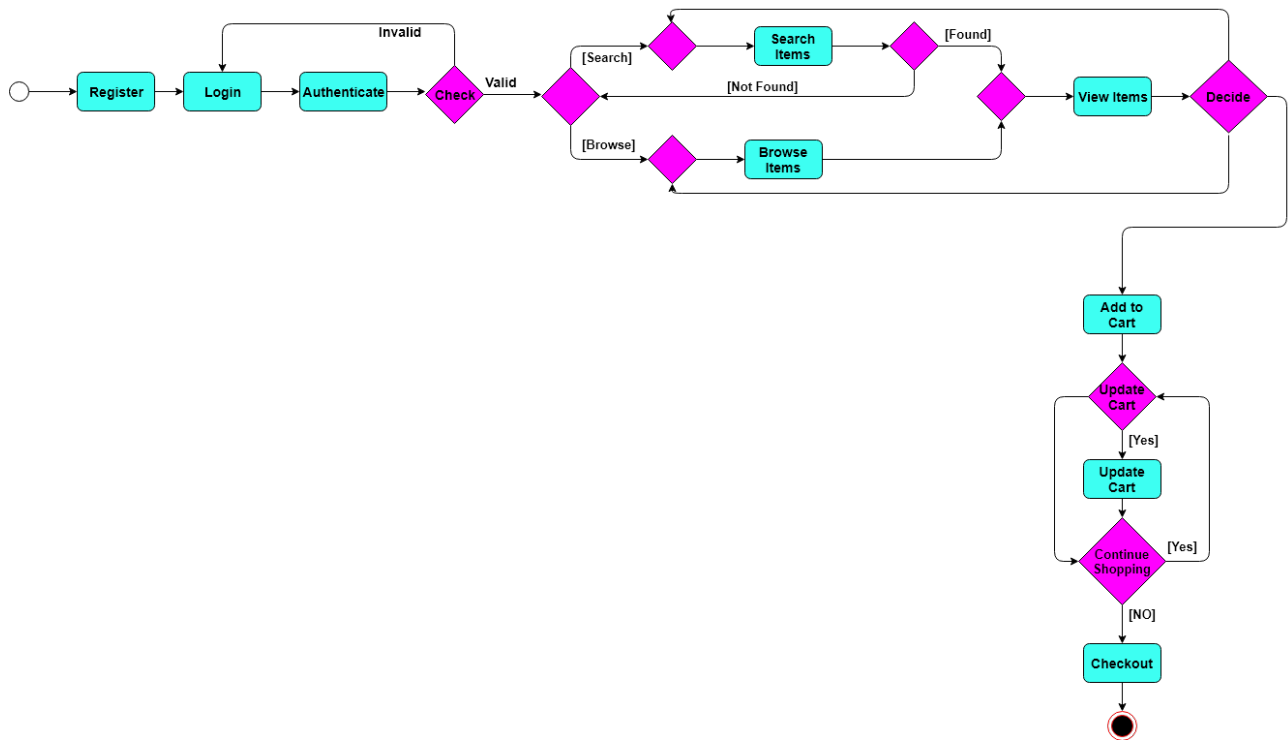 Invalid
Register
Login
Authenticate
Check
Valid
[Search]
Search
Items
[Found]
[Not Found]
[Browse]
Browse
Items
View Items
Decide
Add to
Cart
Update
Cart
[Yes]
Update
Cart
Continue
Shopping
[Yes]
[NO]
Checkout